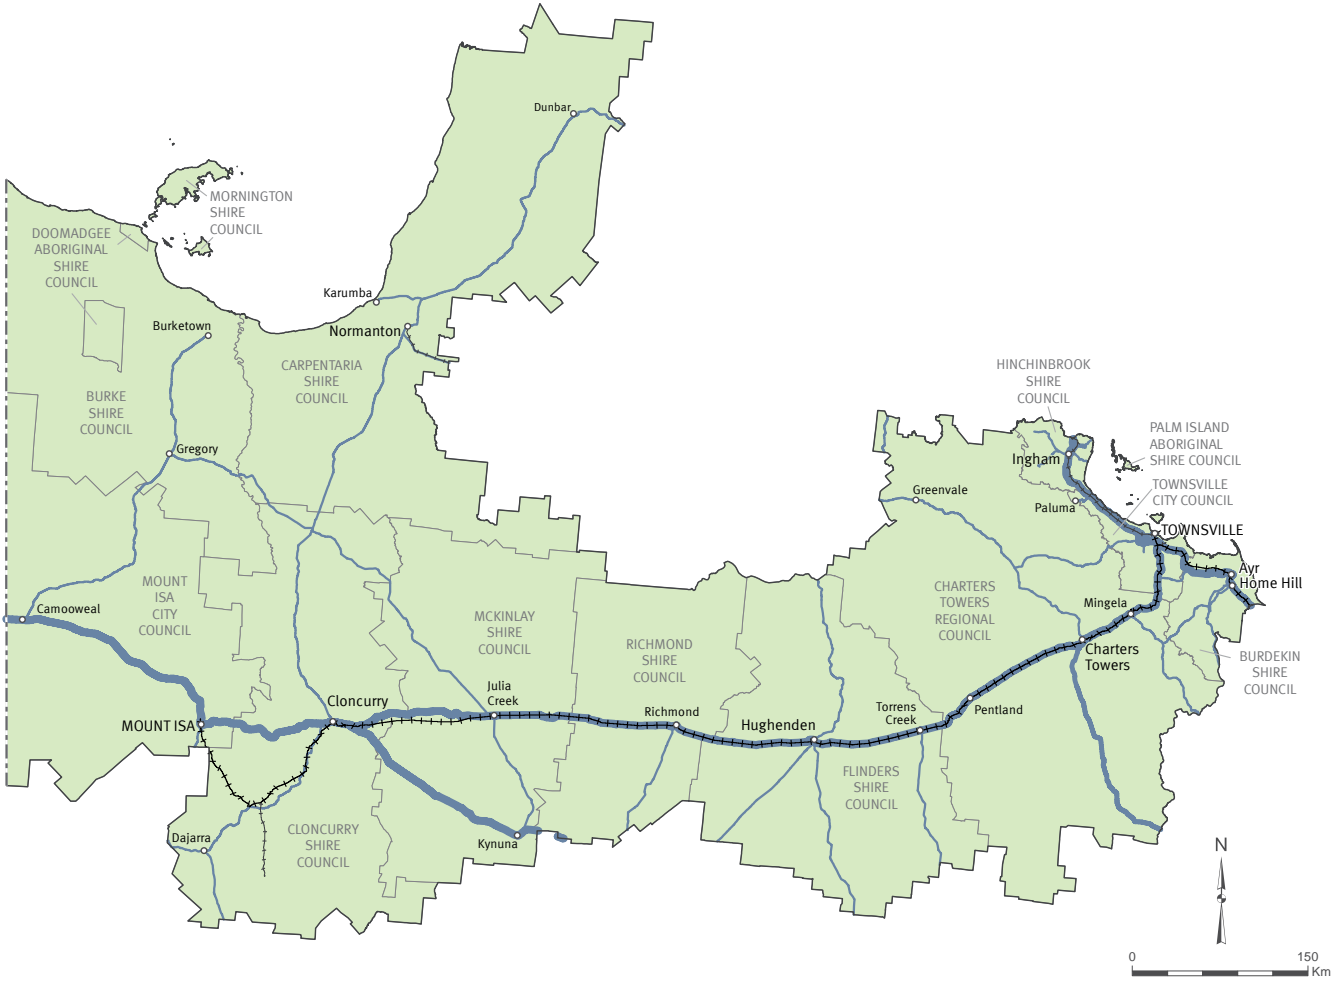 Dunbar
MORNINGTON
SHIRE
COUNCIL
DOOMADGEE
ABORIGINAL
SHIRE
COUNCIL
Karumba
Burketown
Normanton
CARPENTARIA
SHIRE
COUNCIL
BURKE
SHIRE
COUNCIL
Gregory
HINCHINBROOK
SHIRE
COUNCIL
PALM ISLAND
ABORIGINAL
SHIRE COUNCIL
Ingham
TOWNSVILLE
CITY COUNCIL
Greenvale
Paluma
TOWNSVILLE
Ayr
Home Hill
MOUNT
ISA
CITY
COUNCIL
Camooweal
CHARTERS
TOWERS
REGIONAL
COUNCIL
Mingela
MCKINLAY
SHIRE
COUNCIL
RICHMOND
SHIRE
COUNCIL
Charters
Towers
BURDEKIN
SHIRE
COUNCIL
Julia
Creek
Cloncurry
MOUNT ISA
Richmond
Hughenden
Torrens
Creek
Pentland
FLINDERS
SHIRE
COUNCIL
Dajarra
CLONCURRY
SHIRE
COUNCIL
Kynuna
N
0 150
Km